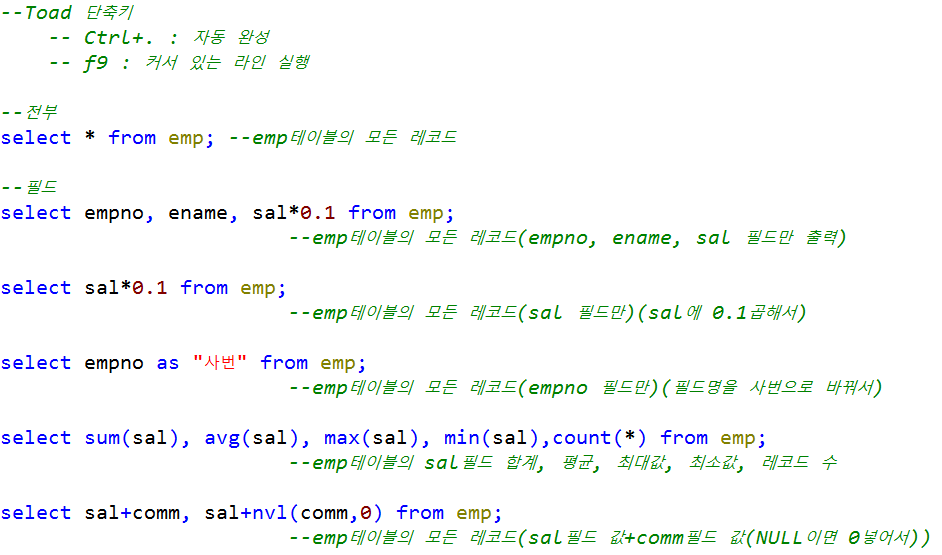 --Toad 단축키
-- Ctrl+. : 자동 완성
-- f9 : 커서 있는 라인 실행
--전부
select * from emp; --emp테이블의 모든 레코드
--필드
select empno, ename, sal*0.1 from emp;
--emp테이블의 모든 레코드(empno, ename, sal 필드만 출력)
select sal*0.1 from emp;
--emp테이블의 모든 레코드(sal 필드만)(sal에 0.1곱해서)
select empno as "사번" from emp;
--emp테이블의 모든 레코드(empno 필드만)(필드명을 사번으로 바꿔서)
select sum(sal), avg(sal), max(sal), min(sal),count(*) from emp;
--emp테이블의 sal필드 합계, 평균, 최대값, 최소값, 레코드 수
select sal+comm, sal+nvl(comm,0) from emp;
--emp테이블의 모든 레코드(sal필드 값+comm필드 값(NULL이면 0넣어서))